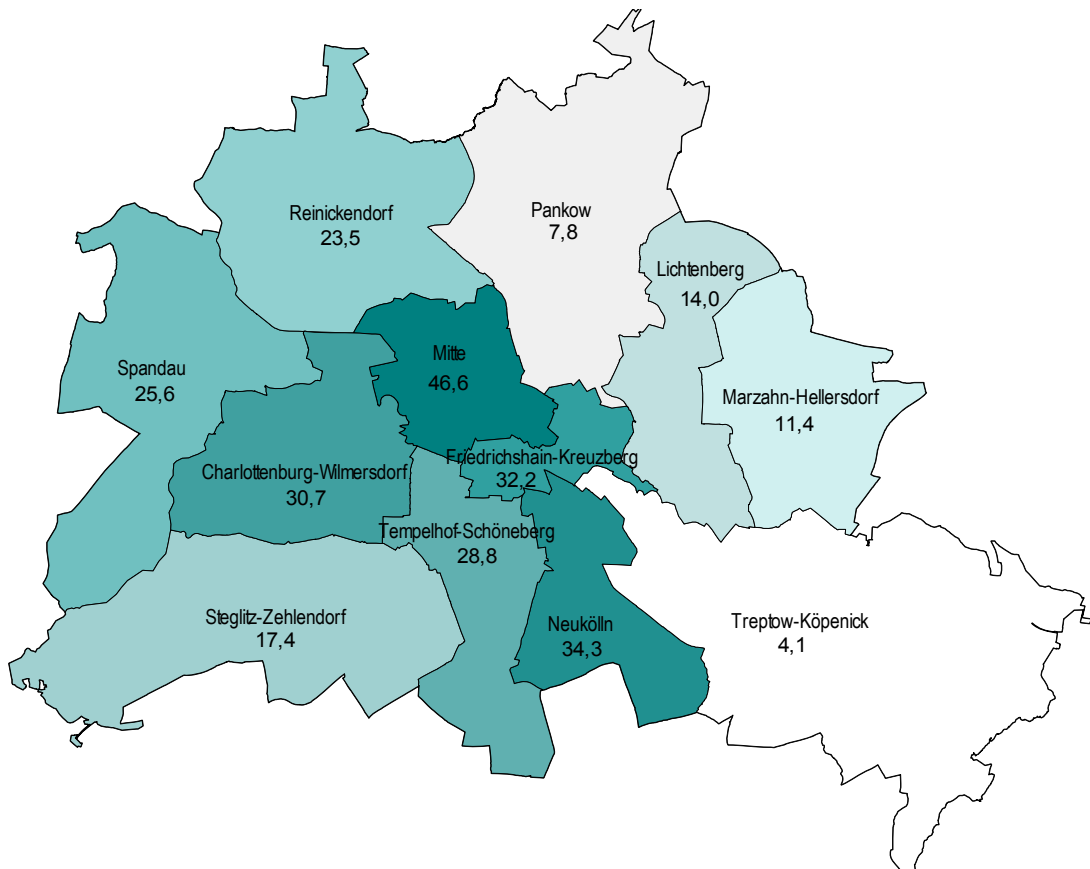 Pankow
7,8
Reinickendorf
23,5
Lichtenberg
14,0
Mitte
46,6
Spandau
25,6
Marzahn-Hellersdorf
11,4
Friedrichshain-Kreuzberg
32,2
Charlottenburg-Wilmersdorf
30,7
Tempelhof-Schöneberg
28,8
Steglitz-Zehlendorf
17,4
Neukölln
34,3
Treptow-Köpenick
4,1